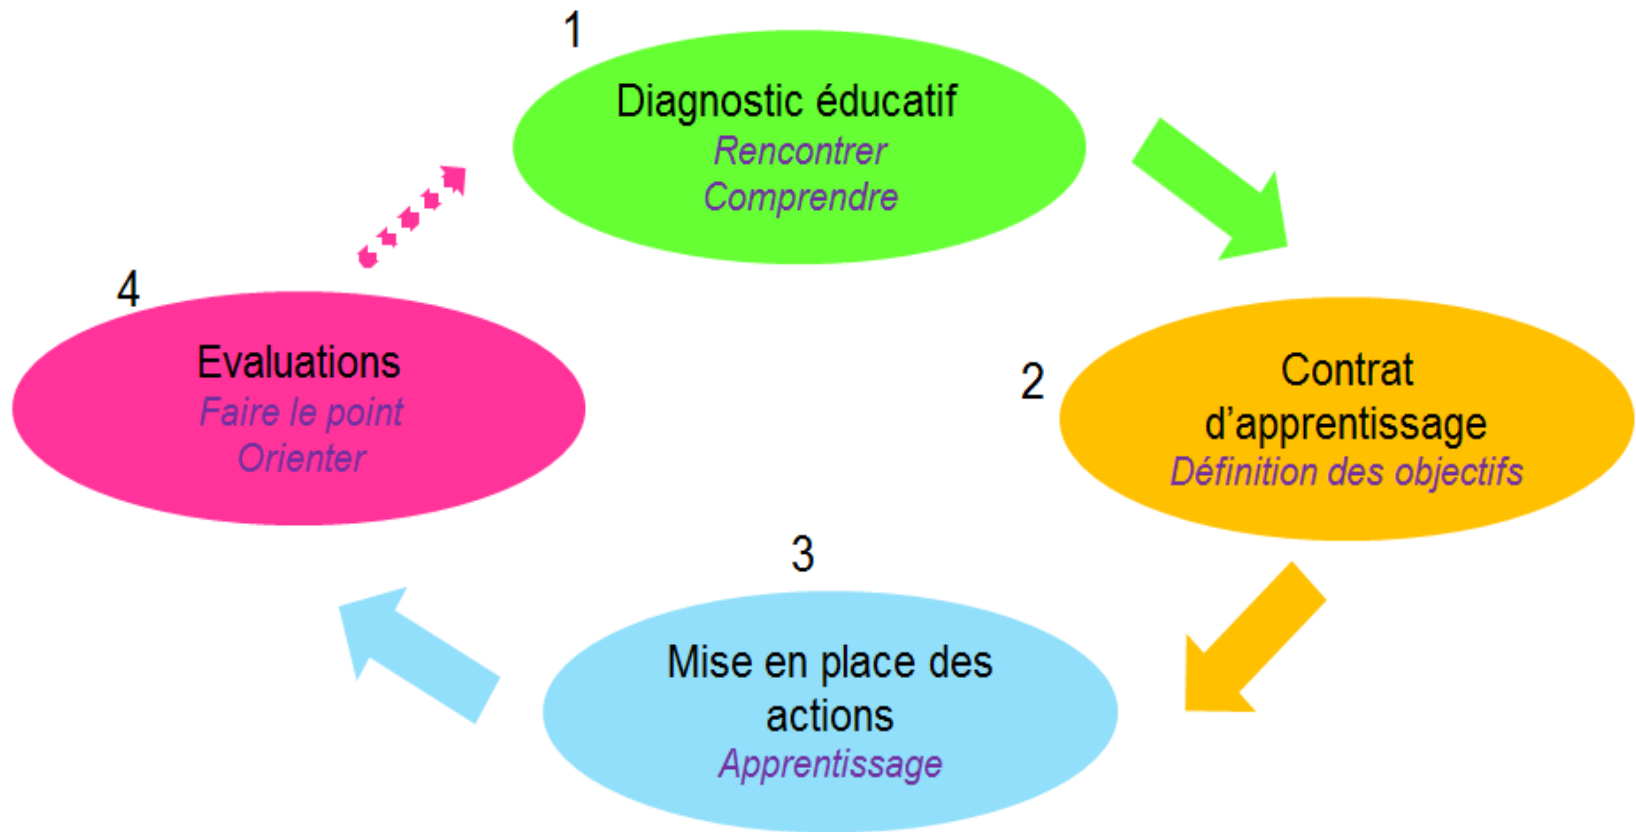 1
Diagnostic éducatif
Rencontrer
Comprendre
2
Contrat
d’apprentissage
Définition des objectifs
3
Mise en place des
actions
Apprentissage
4
Evaluations
Faire le point
Orienter